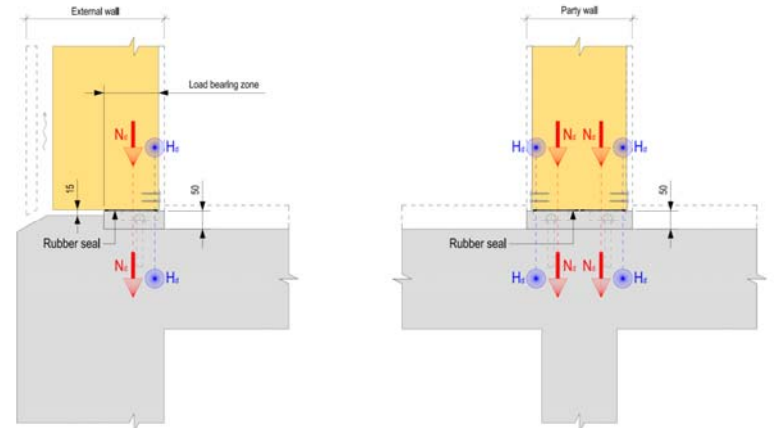 External wall
Party wall
Load bearing zone
Nd
Hd
Hd
Nd
Nd
Hd
15
50
50
Rubber seal
Rubber seal
Nd
Hd
Hd
Nd
Nd
Hd